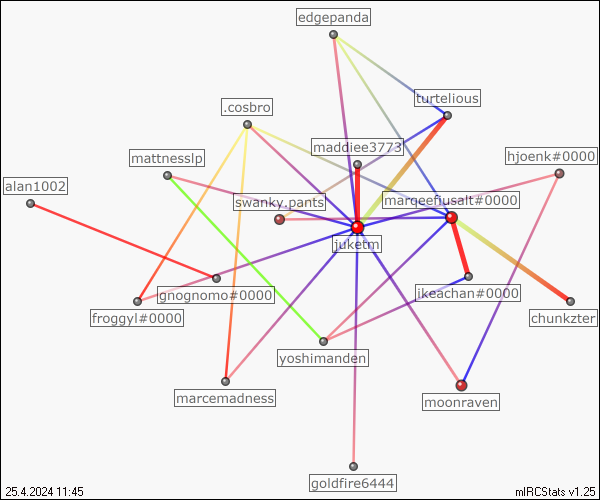 edgepanda
turtelious
.cosbro
maddiee3773
mattnesslp
hjoenk#0000
alan1002
swanky.pants
marqeefiusalt#0000
juketm
gnognomo#0000
ikeachan#0000
froggyl#0000
chunkzter
yoshimanden
marcemadness
moonraven
goldfire6444
25.4.2024 11:45
mIRCStats v1.25